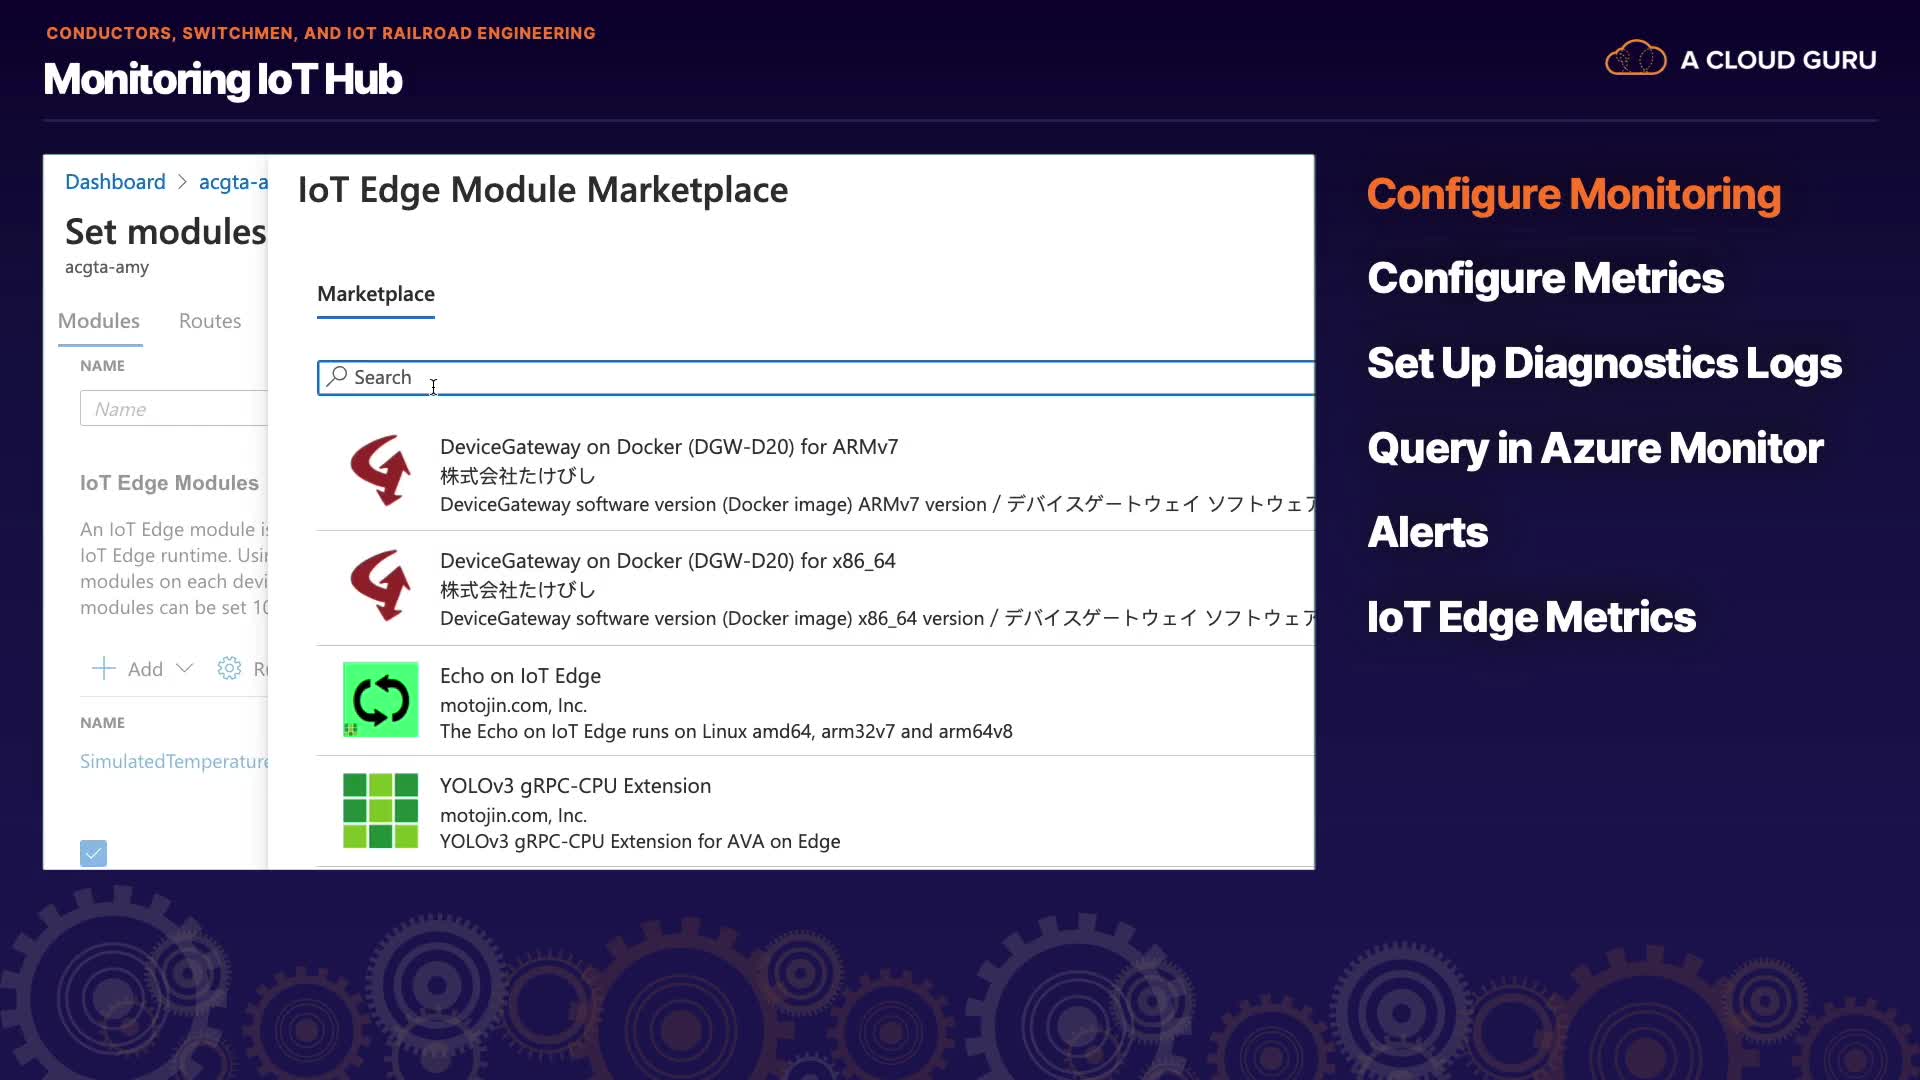 CONDUCTORS, SWITCHMEN, AND IOT RAILROAD ENGINEERING
Monitoring IoT Hub
A CLOUD GURU
Dashboard > acgta-a
Set modules
acgta-amy
Modules Routes
NAME
Name
IoT Edge Modules
An IoT Edge module is
IoT Edge runtime. Usin
modules on each devi
modules can be set 10
Add
NAME
SimulatedTemperature
IoT Edge Module Marketplace
Marketplace
Search
DeviceGateway on Docker (DGW-D20) for ARMv7
株式会社たけびし
DeviceGateway software version (Docker image) ARMv7 version / デバイスゲートウェイ ソフトウェア
DeviceGateway on Docker (DGW-D20) for x86_64
株式会社たけびし
DeviceGateway software version (Docker image) x86_64 version / デバイスゲートウェイ ソフトウェア
Echo on IoT Edge
motojin.com, Inc.
The Echo on IoT Edge runs on Linux amd64, arm32v7 and arm64v8
YOLOv3 gRPC-CPU Extension
motojin.com, Inc.
YOLOv3 gRPC-CPU Extension for AVA on Edge
Configure Monitoring
Configure Metrics
Set Up Diagnostics Logs
Query in Azure Monitor
Alerts
IoT Edge Metrics